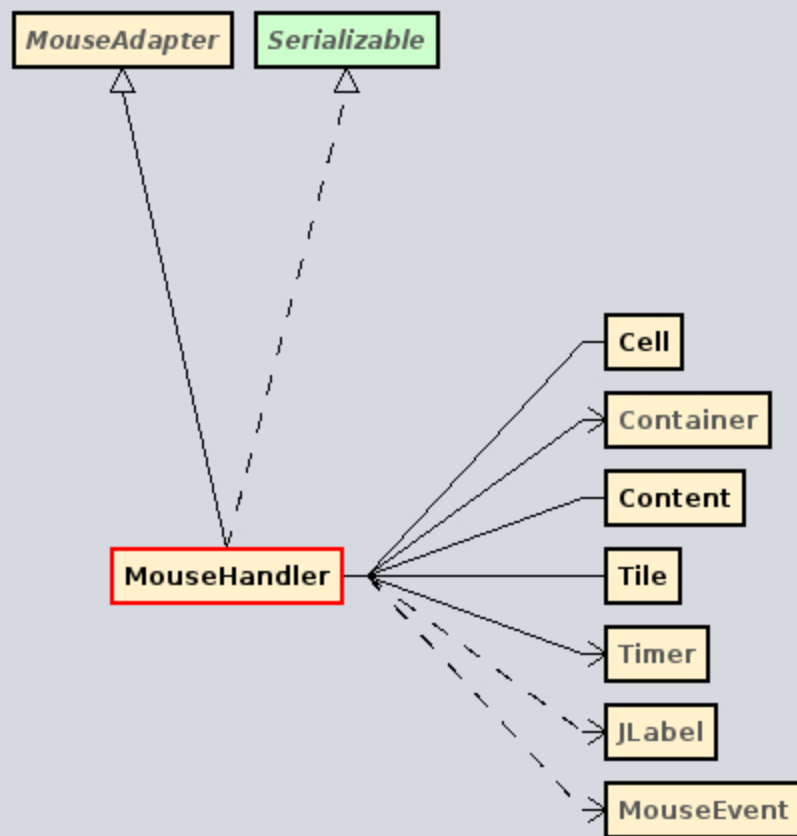 MouseAdapter
Serializable
Cell
Container
Content
MouseHandler
Tile
Timer
JLabel
MouseEvent